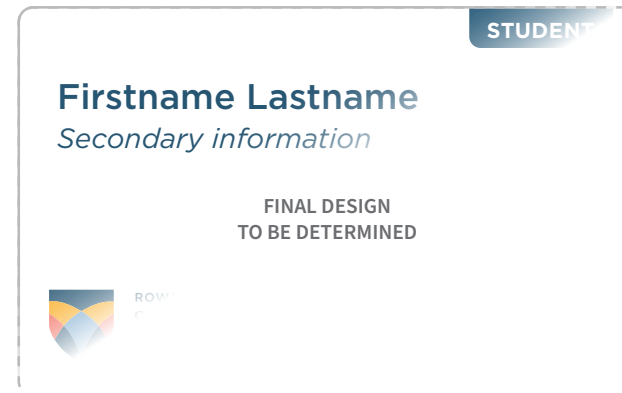 STUDENT
Firstname Lastname
Secondary information
FINAL DESIGN
TO BE DETERMINED